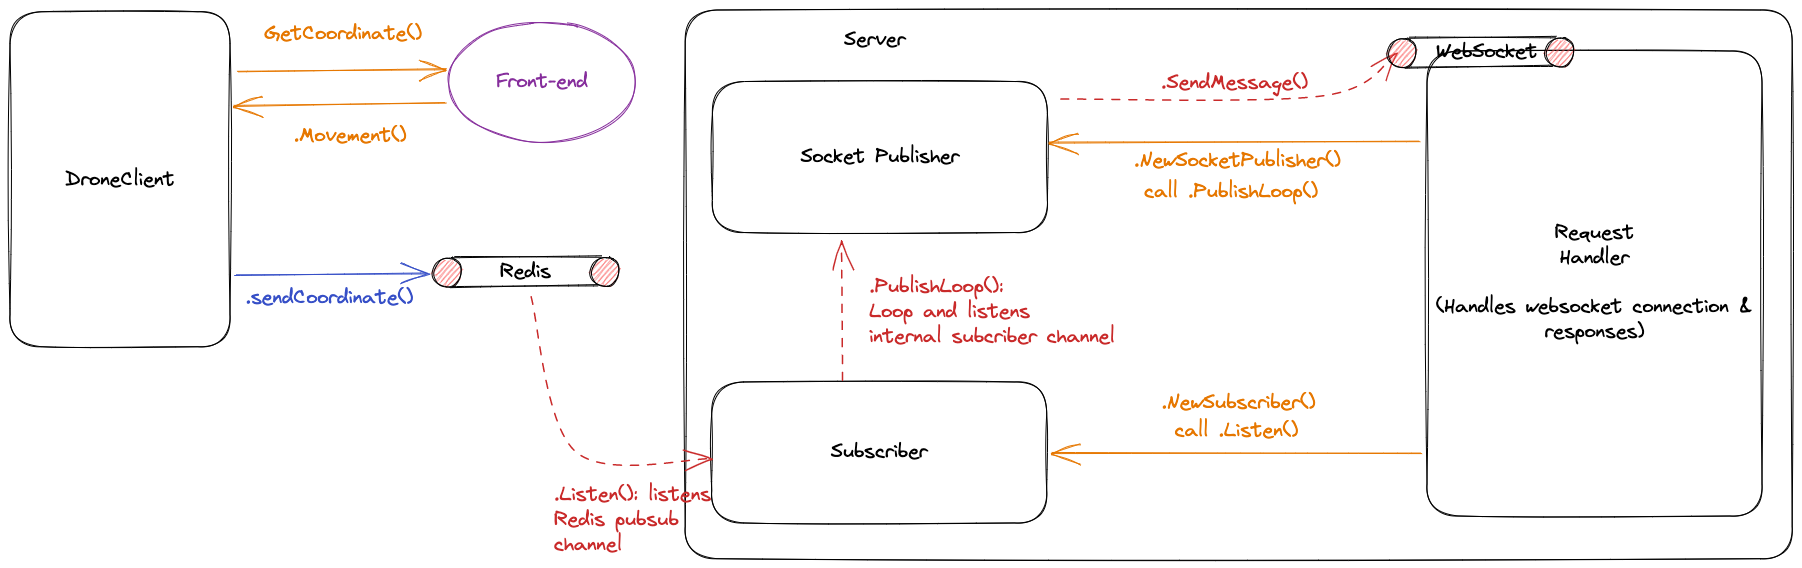 GetCoordinate()
Front-end
.Movement()
DroneClient
.sendCoordinate()
Redis
.Listen(): listens
Redis pubsub
channel
Server
Socket Publisher
.SendMessage()
WebSocket
.NewSocketPublisher()
call .PublishLoop()
.PublishLoop():
Loop and listens
internal subcriber channel
Subscriber
.NewSubscriber()
call .Listen()
Request
Handler
(Handles websocket connection &
responses)